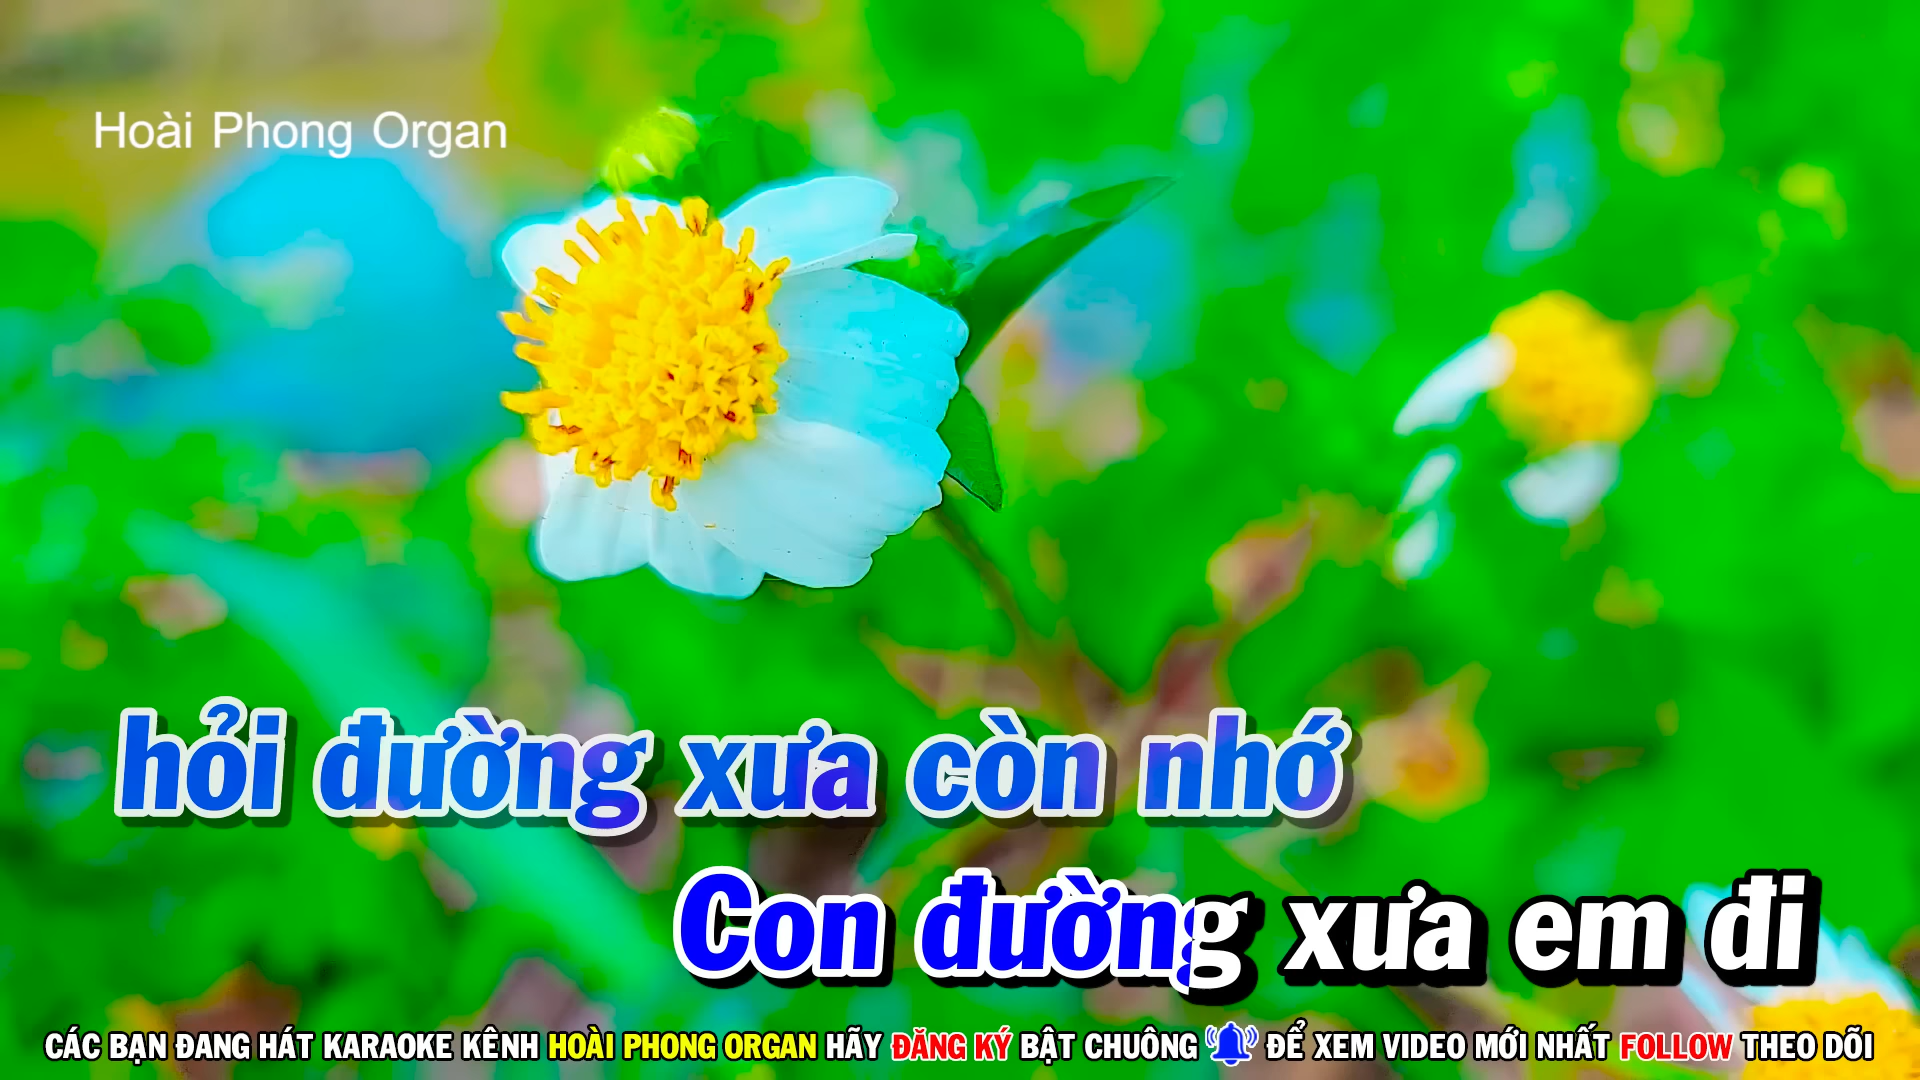 Hoài Phong Organ
hỏi đường xưa còn nhớ
Con đường xưa em đi
CÁC BẠN ĐANG HÁT KARAOKE KÊNH HOÀI PHONG ORGAN HÃY ĐĂNG KÝ BẬT CHUÔNG ĐỂ XEM VIDEO MỚI NHẤT FOLLOW THEO DÕI